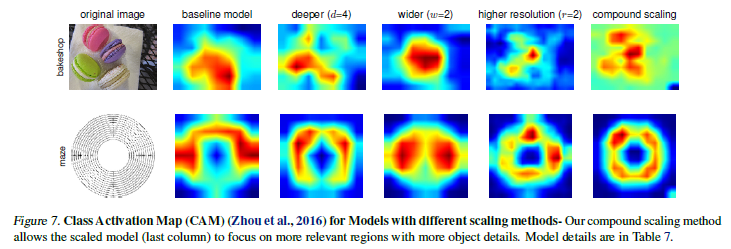 original image baseline model deeper (d=4) wider (w=2) higher resolution (r=2) compound scaling
bakeshop
maze
Figure 7. Class Activation Map (CAM) (Zhou et al., 2016) for Models with different scaling methods- Our compound scaling method
allows the scaled model (last column) to focus on more relevant regions with more object details. Model details are in Table 7.